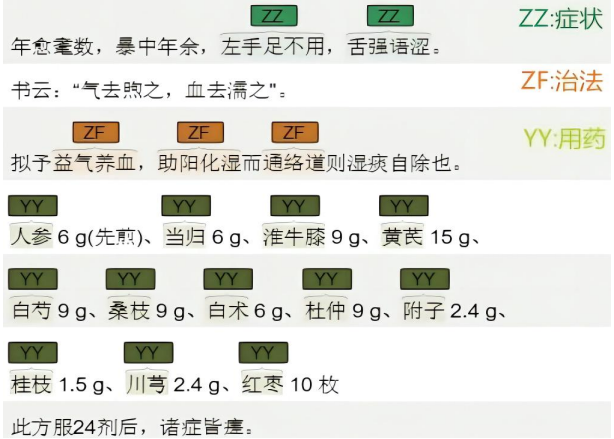 ZZ ZZ ZZ:症状
年愈耄数，暴中年余，左手足不用，舌强语涩。
书云：“气去煦之，血去濡之"。 ZF:治法
ZF ZF ZF YY:用药
拟予益气养血，助阳化湿而通络道则湿痰自除也。
YY YY YY YY
人参 6 g(先煎)、当归 6 g、淮牛膝 9 g、黄芪 15 g、
YY YY YY YY YY
白芍 9 g、桑枝 9 g、白术 6 g、杜仲 9 g、附子 2.4 g、
YY YY YY
桂枝 1.5 g、川芎 2.4 g、红枣 10 枚
此方服24剂后，诸症皆瘥。